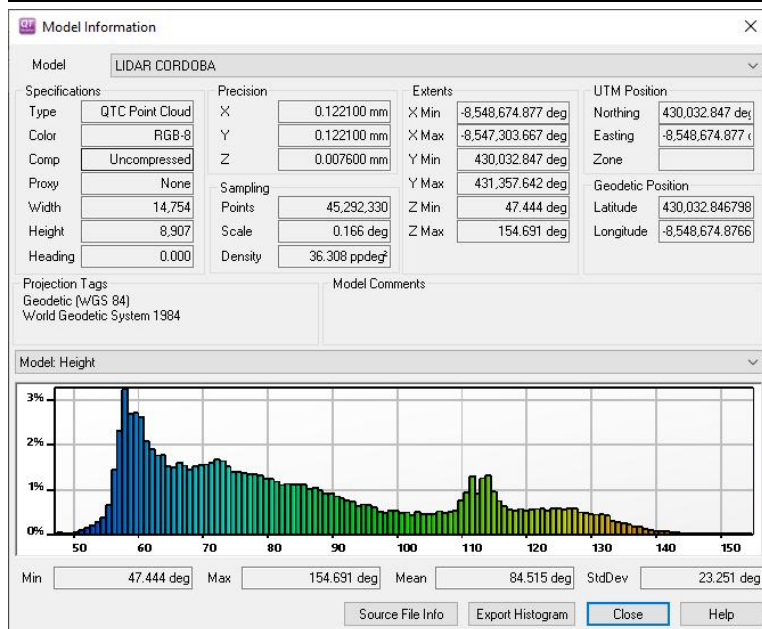 QT
Model Information
Model LIDAR CORDOBA
Specifications
Type QTC Point Cloud
Color RGB-8
Comp Uncompressed
Proxy None
Width 14,754
Height 8,907
Heading 0.000
Precision
X 0.122100 mm
Y 0.122100 mm
Z 0.007600 mm
Sampling
Points 45,292,330
Scale 0.166 deg
Density 36.308 ppdeg²
Extents
X Min -8,548,674.877 deg
X Max -8,547,303.667 deg
Y Min 430,032.847 deg
Y Max 431,357.642 deg
Z Min 47.444 deg
Z Max 154.691 deg
UTM Position
Northing 430,032.847 deg
Easting -8,548,674.877 (
Zone
Geodetic Position
Latitude 430,032.846798
Longitude -8,548,674.8766
Projection Tags
Geodetic (WGS 84)
World Geodetic System 1984
Model Comments
Model: Height
3%
2%
1%
0%
50 60 70 80 90 100 110 120 130 140 150
Min 47.444 deg Max 154.691 deg Mean 84.515 deg StdDev 23.251 deg
Source File Info Export Histogram Close Help